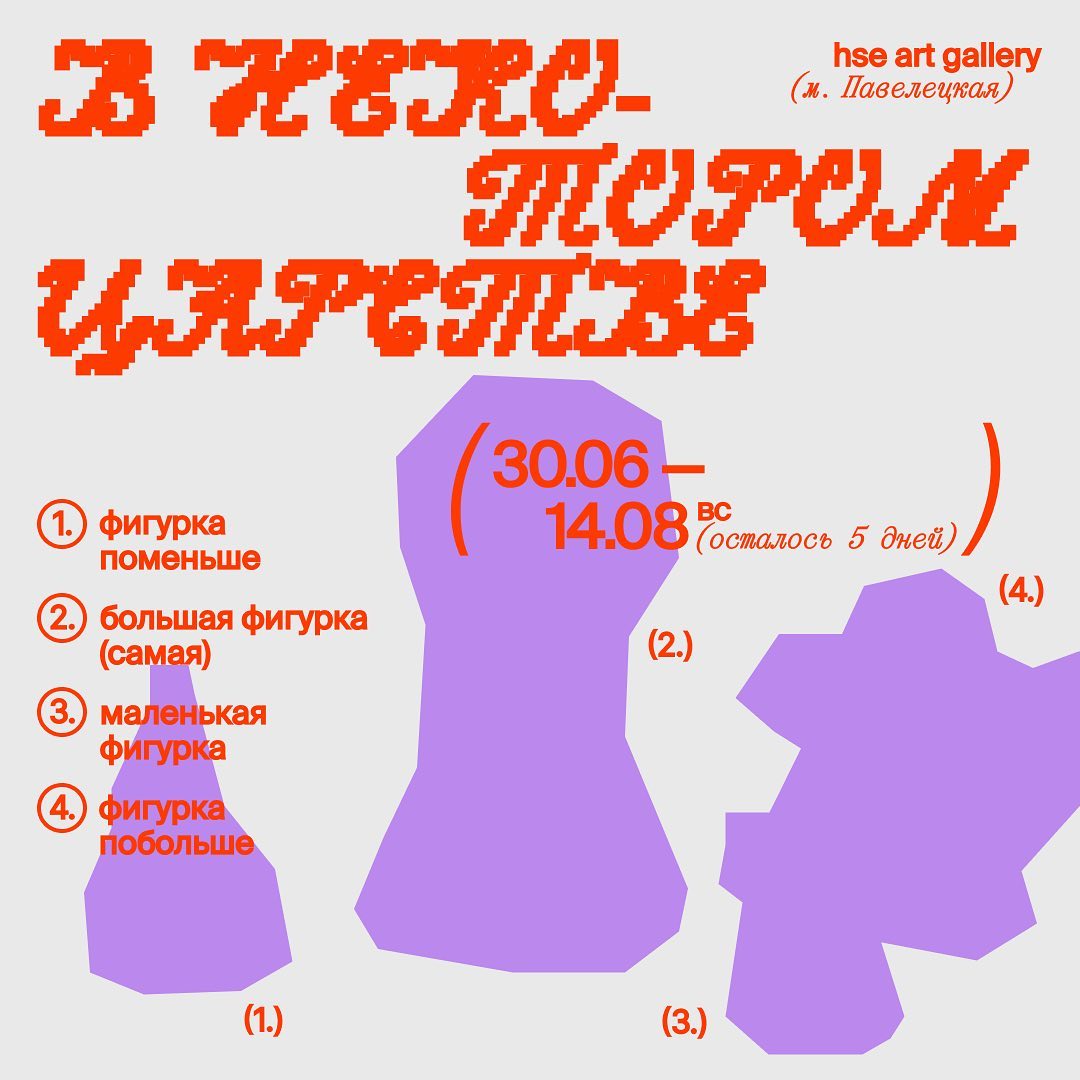 В НЕКО-
ТОРОМ
ЦАРСТВЕ
hse art gallery
(м. Павелецкая)
(30.06 —
14.08 вс
(осталось 5 дней))
1. фигурка
поменьше
2. большая фигурка
(самая)
3. маленькая
фигурка
4. фигурка
побольше
(4.)
(2.)
(1.)
(3.)